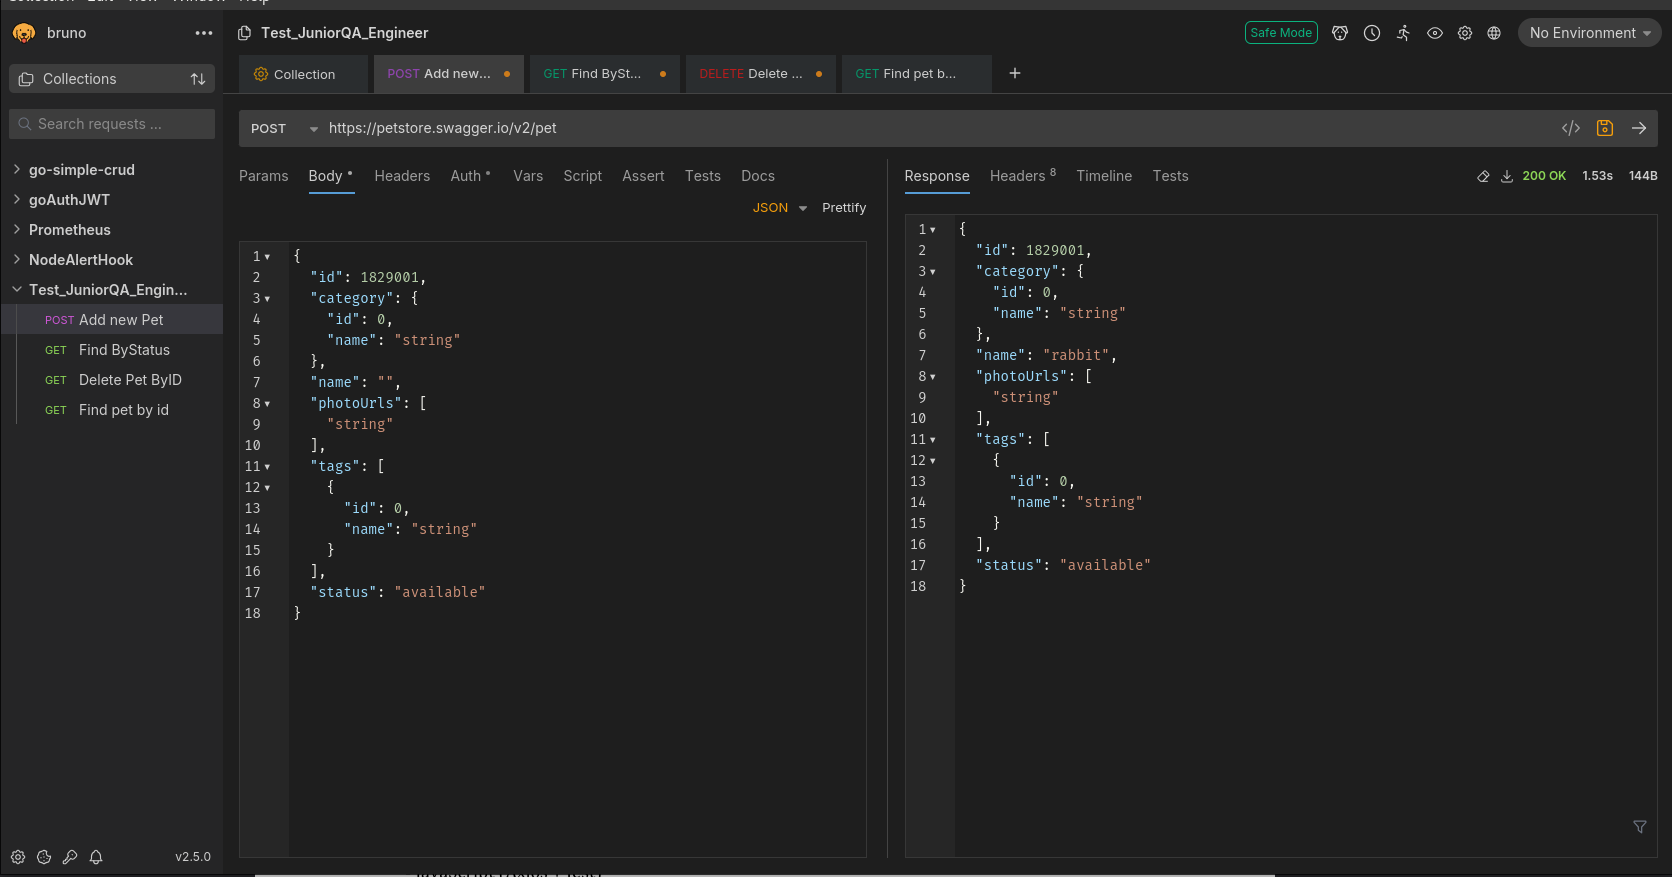 Collection Edit View Window Help
bruno
Test_JuniorQA_Engineer
Safe Mode
No Environment
Collections
Collection
POST Add new...
GET Find BySt...
DELETE Delete ...
GET Find pet b...
Search requests ...
POST
https://petstore.swagger.io/v2/pet
go-simple-crud
goAuthJWT
Prometheus
NodeAlertHook
Test_JuniorQA_Engin...
POST Add new Pet
GET Find ByStatus
GET Delete Pet ByID
GET Find pet by id
v2.5.0
Params Body Headers Auth Vars Script Assert Tests Docs
JSON Prettify
1 {
2 "id": 1829001,
3 "category": {
4 "id": 0,
5 "name": "string"
6 },
7 "name": "",
8 "photoUrls": [
9 "string"
10 ],
11 "tags": [
12 {
13 "id": 0,
14 "name": "string"
15 }
16 ],
17 "status": "available"
18 }
Response Headers 8 Timeline Tests
200 OK 1.53s 144B
1 {
2 "id": 1829001,
3 "category": {
4 "id": 0,
5 "name": "string"
6 },
7 "name": "rabbit",
8 "photoUrls": [
9 "string"
10 ],
11 "tags": [
12 {
13 "id": 0,
14 "name": "string"
15 }
16 ],
17 "status": "available"
18 }